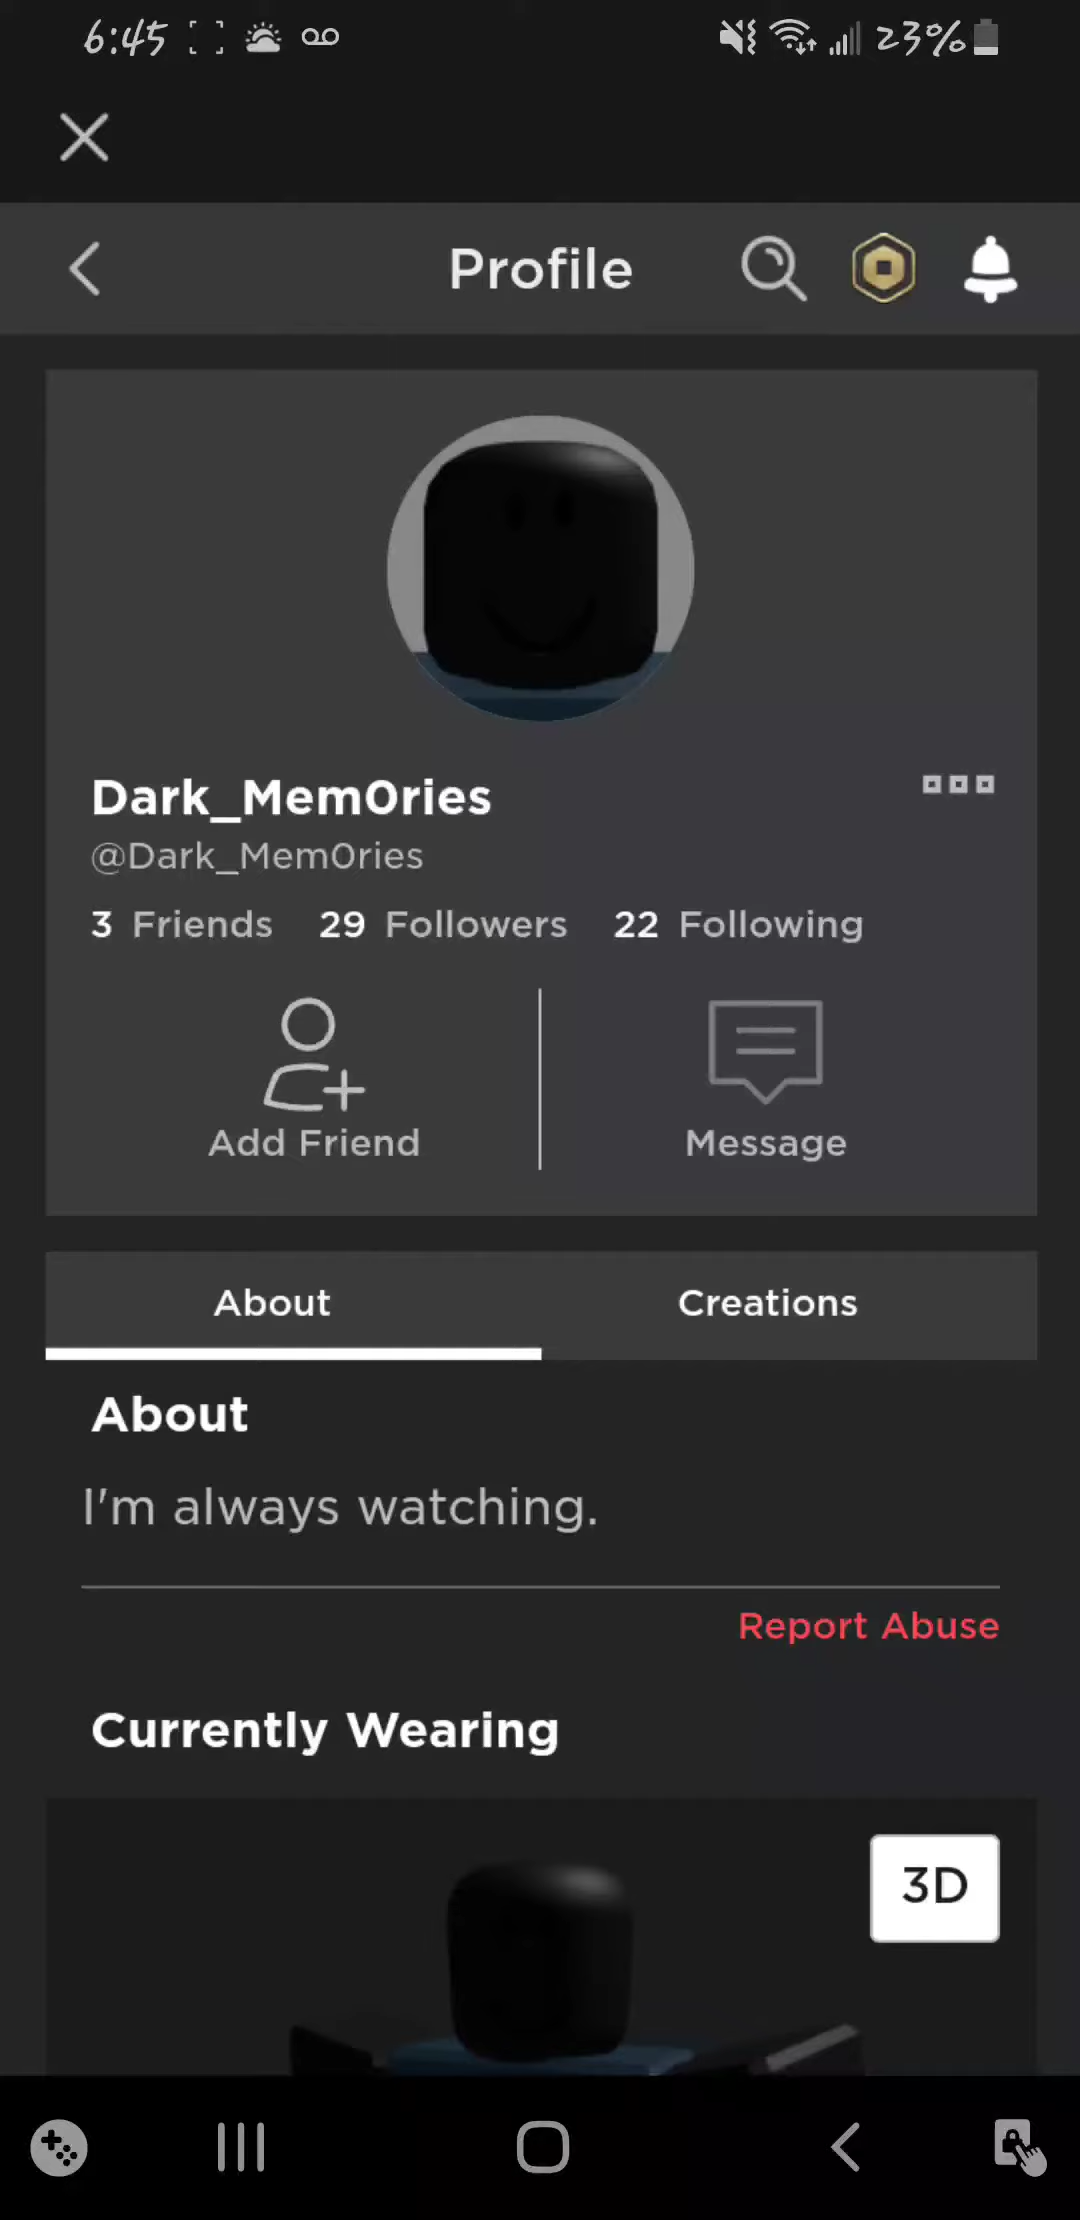 6:45 23%
Profile
Dark_Mem0ries
@Dark_Mem0ries
3 Friends 29 Followers 22 Following
Add Friend Message
About Creations
About
I'm always watching.
Report Abuse
Currently Wearing
3D